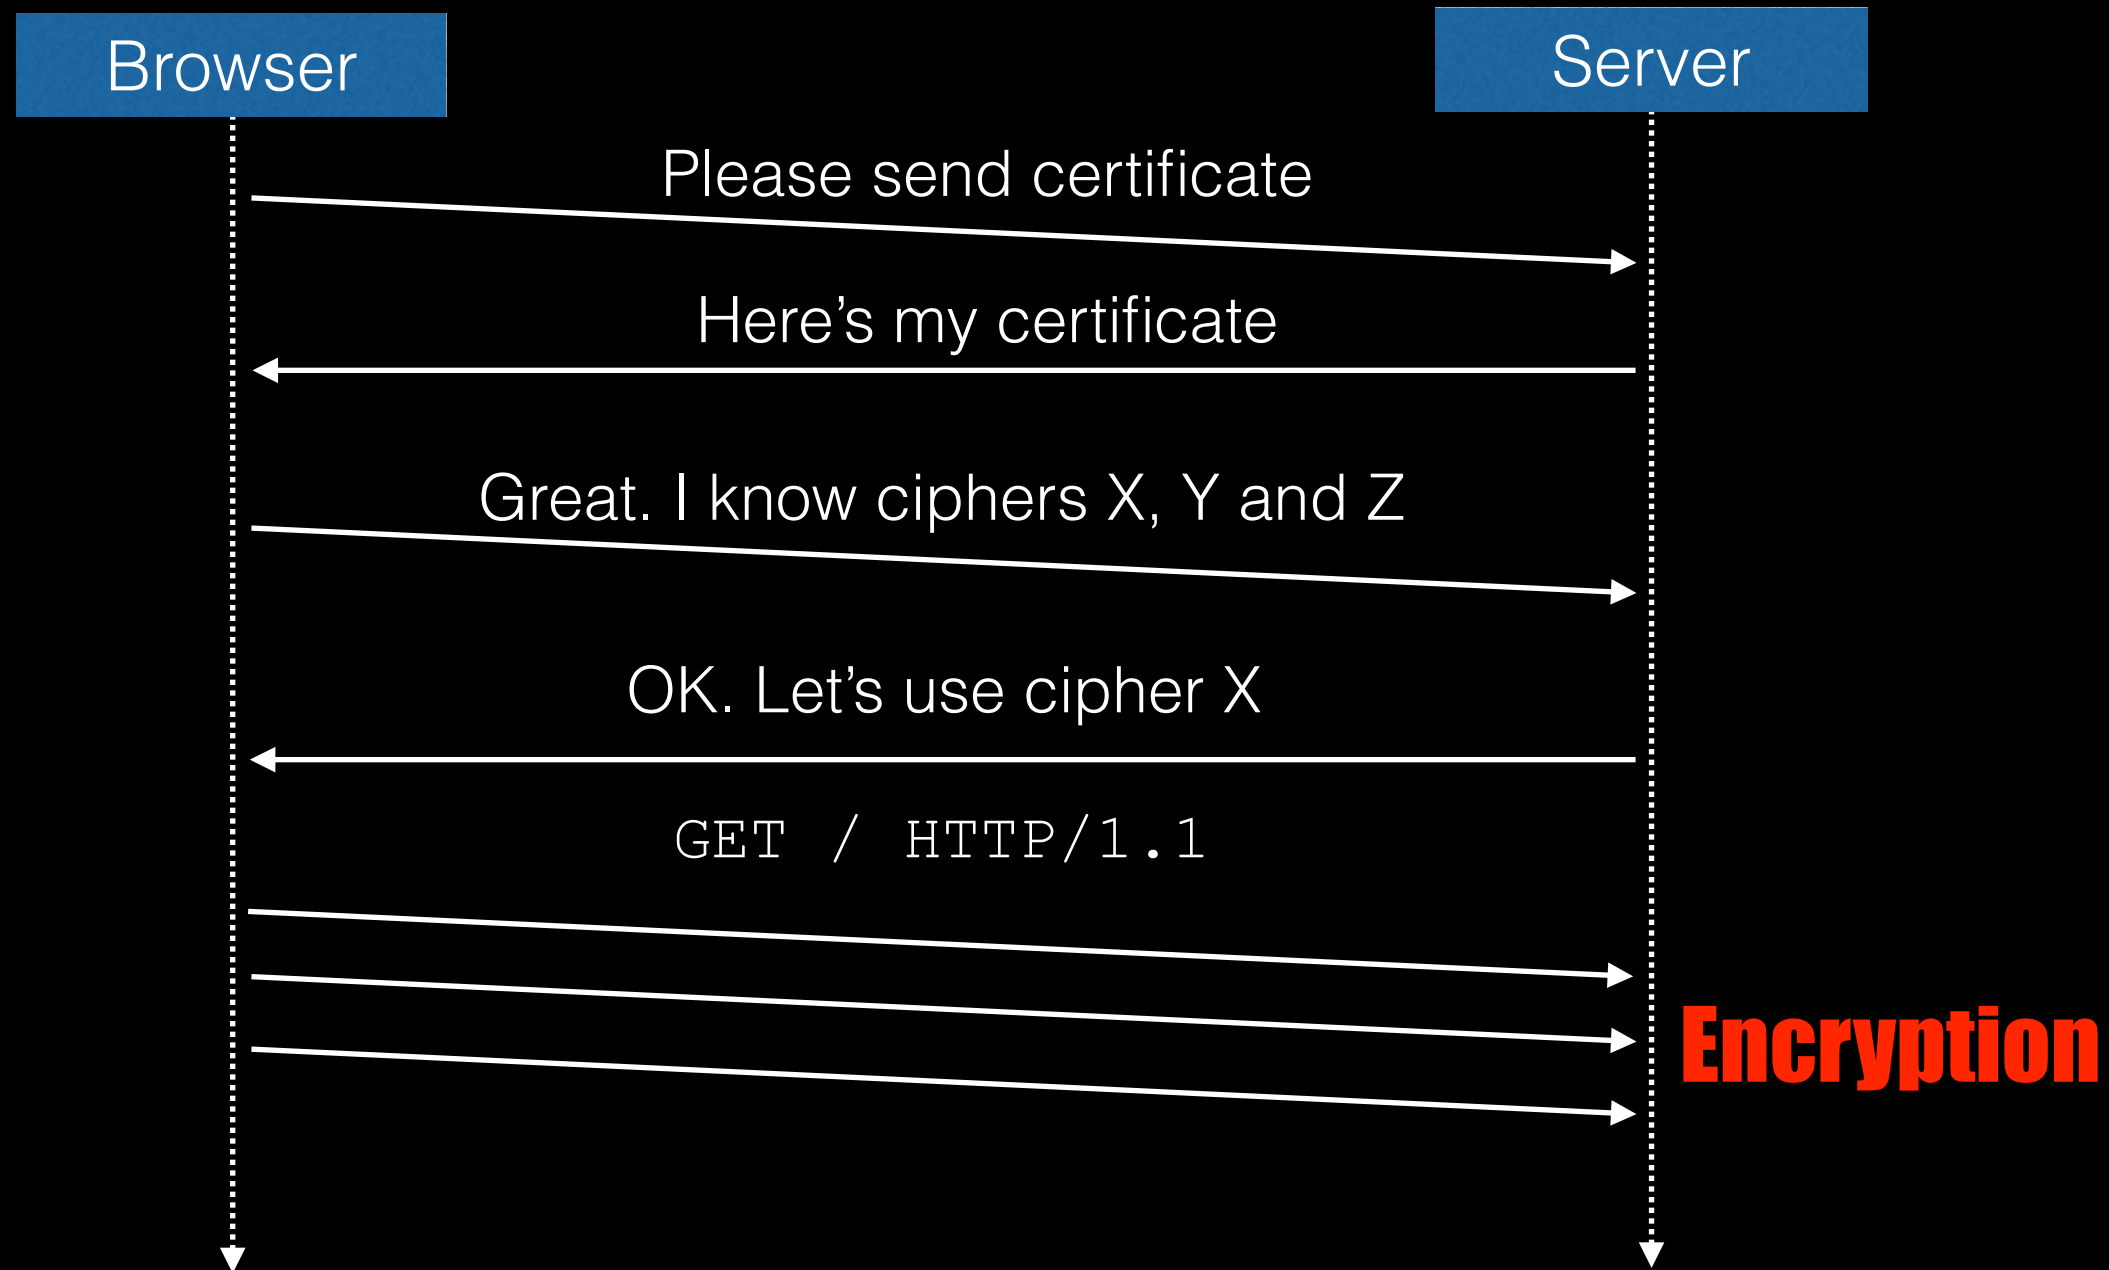 Browser
Server
Please send certificate
Here’s my certificate
Great. I know ciphers X, Y and Z
OK. Let’s use cipher X
GET / HTTP/1.1
Encryption